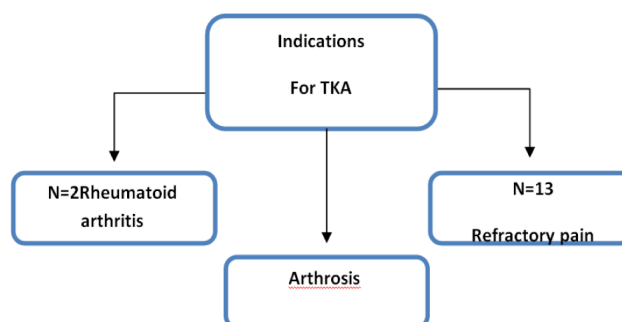 Indications
For TKA
N=2Rheumatoid
arthritis
N=13
Refractory pain
Arthrosis